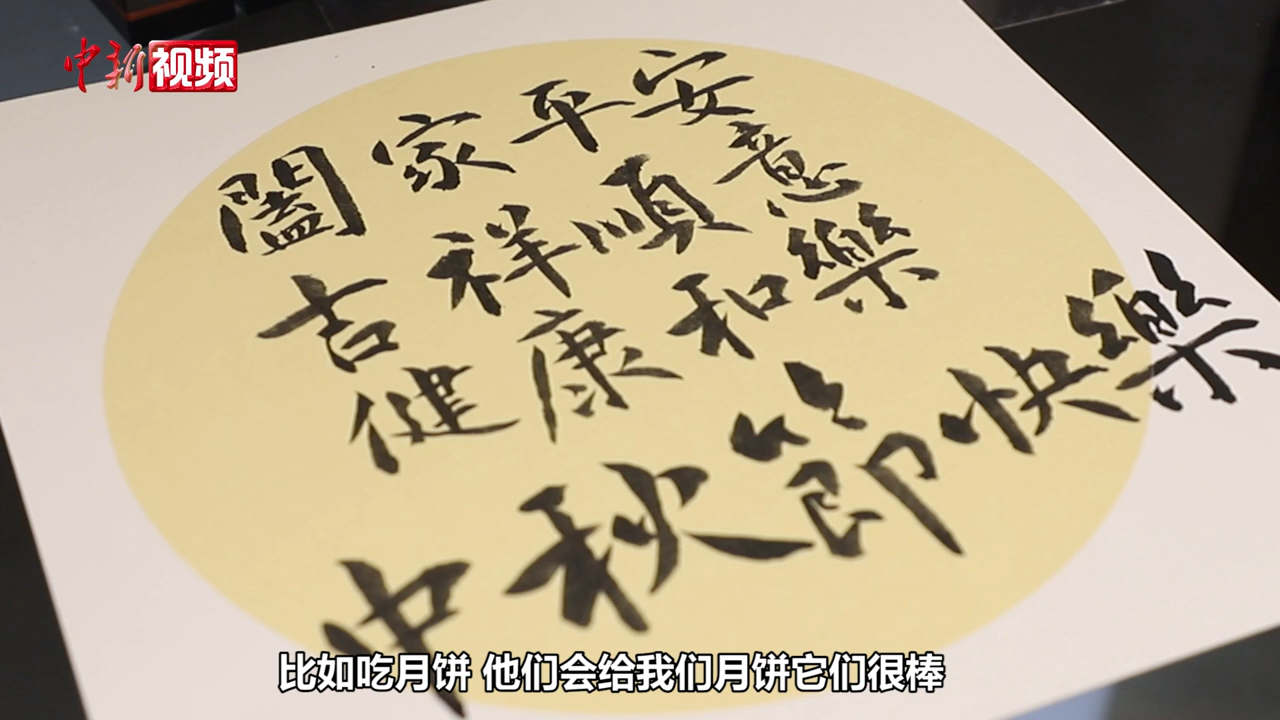 中新视频
阖家平安
吉祥順意
健康和樂
中秋節快樂
比如吃月饼 他们会给我们月饼它们很棒